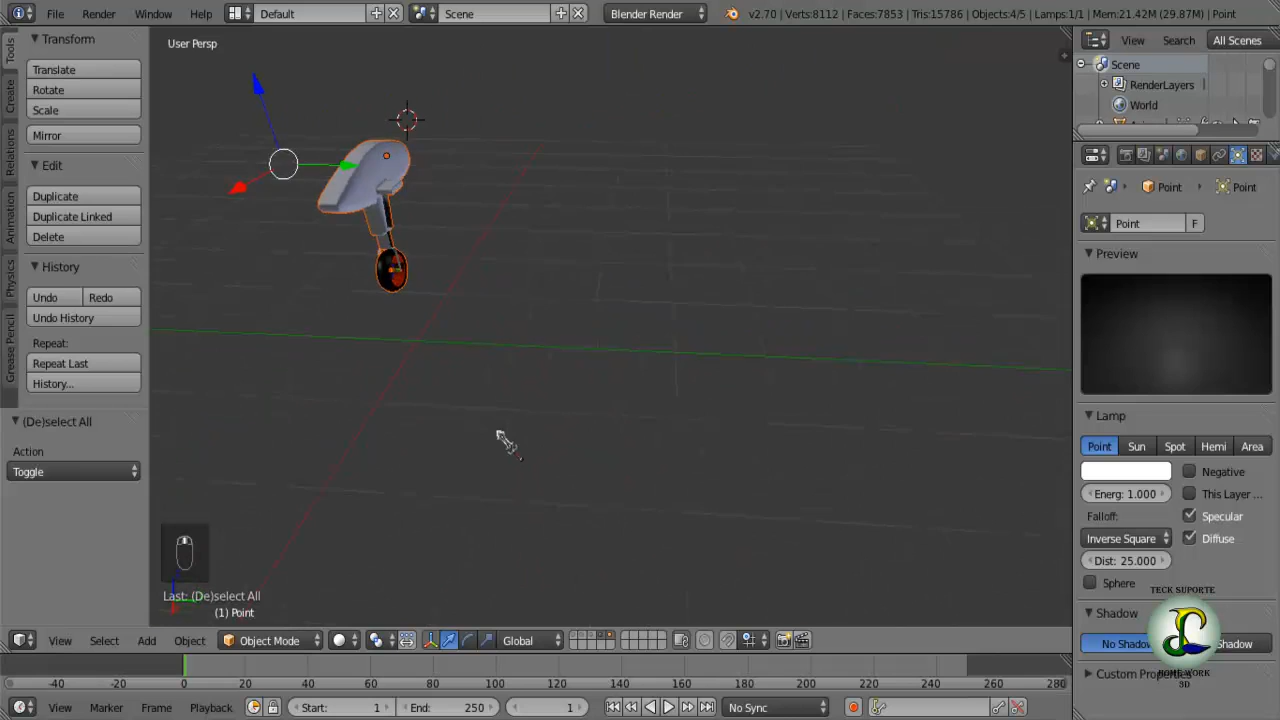 File Render Window Help Default Scene Blender Render v2.70 | Verts:8112 | Faces:7853 | Tris:15786 | Objects:4/5 | Lamps:1/1 | Mem:21.42M (29.87M) | Point
Tools
Create
Relations
Animation
Physics
Grease Pencil
Transform
Translate
Rotate
Scale
Mirror
Edit
Duplicate
Duplicate Linked
Delete
History
Undo Redo
Undo History
Repeat:
Repeat Last
History...
(De)select All
Action
Toggle
User Persp
Last: (De)select All
(1) Point
View Select Add Object Object Mode Global
-40 -20 0 20 40 60 80 100 120 140 160 180 200 220 240 260 280
View Marker Frame Playback Start: 1 End: 250 1 No Sync
View Search All Scenes
Scene
RenderLayers
World
Point Point
Point F
Preview
Lamp
Point Sun Spot Hemi Area
Negative
Energ: 1.000 This Layer ...
Falloff: Specular
Inverse Square Diffuse
Dist: 25.000
Sphere
TECK SUPORTE
Shadow
No Shadow Shadow
Custom Properties
HOME WORK
3D